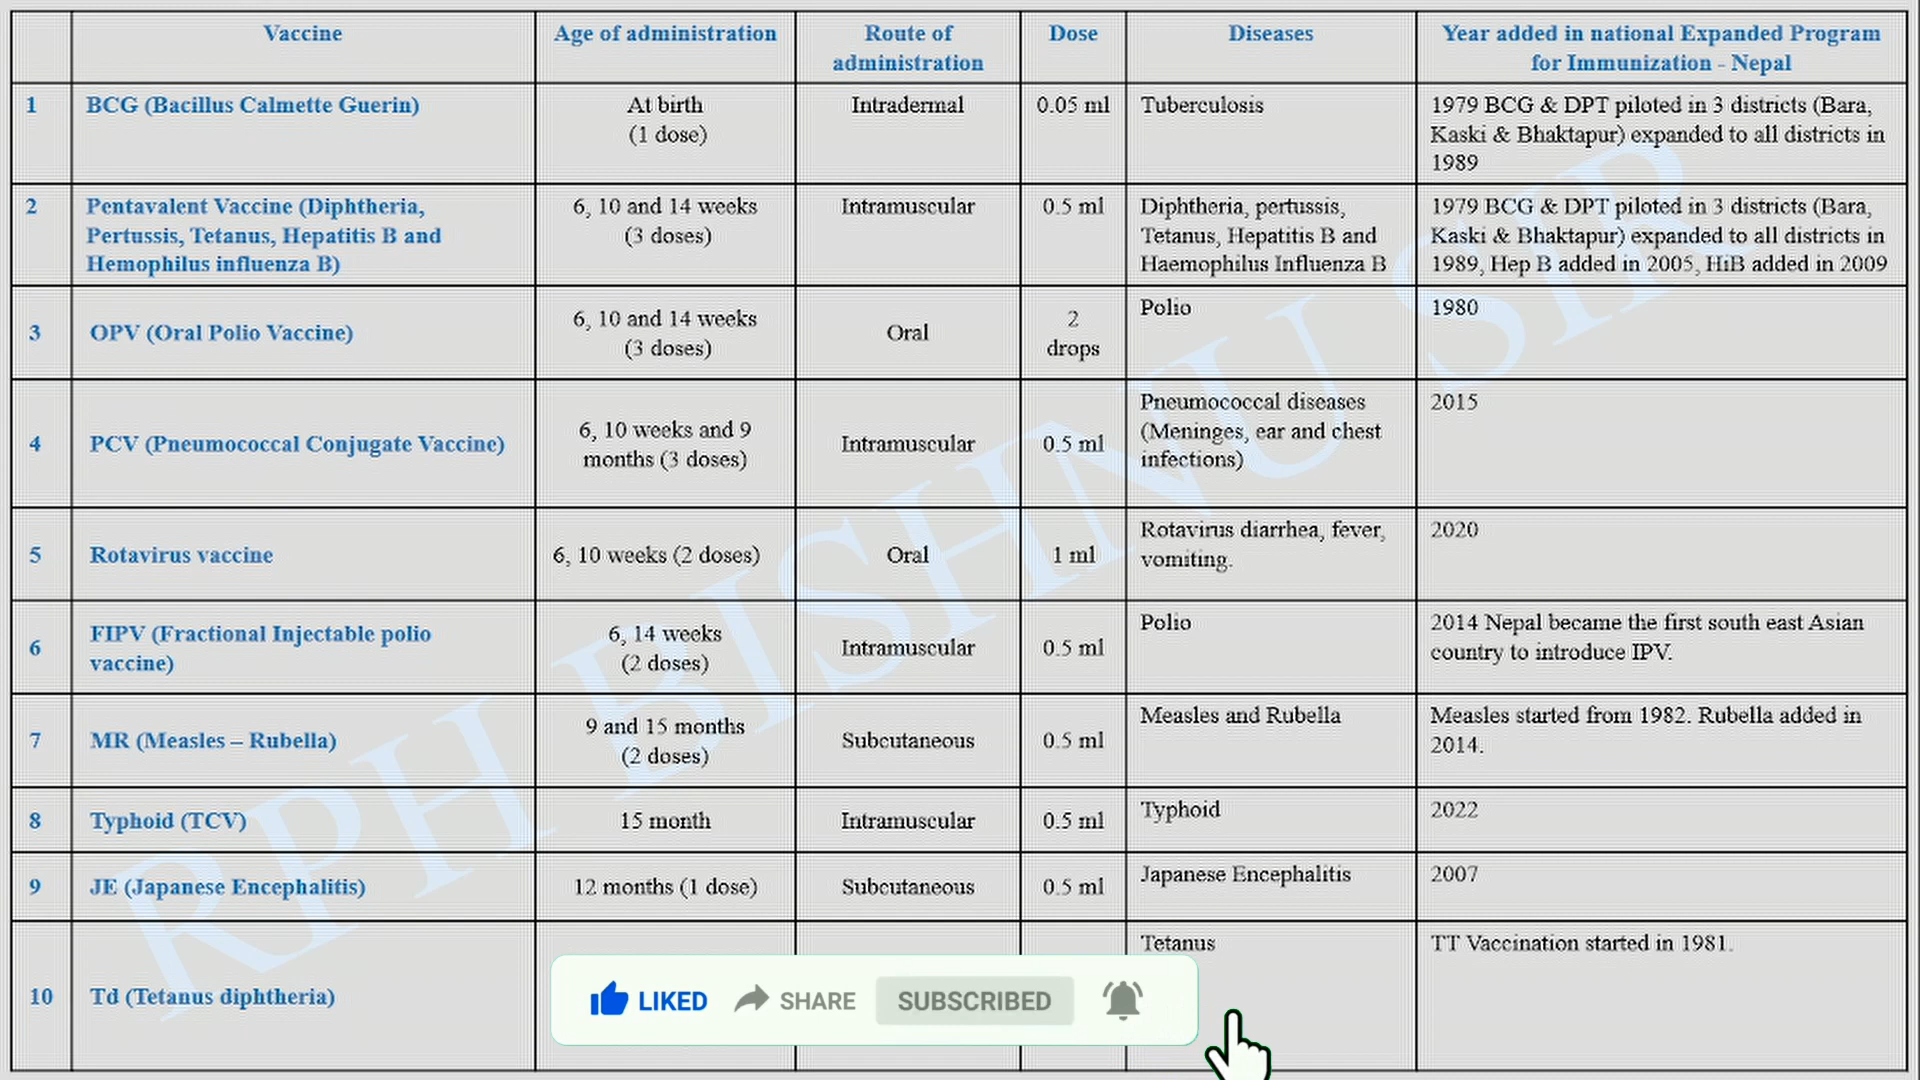 Vaccine
Age of administration
Route of
administration
Dose
Diseases
Year added in national Expanded Program
for Immunization - Nepal
1
BCG (Bacillus Calmette Guerin)
At birth
(1 dose)
Intradermal
0.05 ml
Tuberculosis
1979 BCG & DPT piloted in 3 districts (Bara,
Kaski & Bhaktapur) expanded to all districts in
1989
2
Pentavalent Vaccine (Diphtheria,
Pertussis, Tetanus, Hepatitis B and
Hemophilus influenza B)
6, 10 and 14 weeks
(3 doses)
Intramuscular
0.5 ml
Diphtheria, pertussis,
Tetanus, Hepatitis B and
Haemophilus Influenza B
1979 BCG & DPT piloted in 3 districts (Bara,
Kaski & Bhaktapur) expanded to all districts in
1989, Hep B added in 2005, HiB added in 2009
3
OPV (Oral Polio Vaccine)
6, 10 and 14 weeks
(3 doses)
Oral
2
drops
Polio
1980
4
PCV (Pneumococcal Conjugate Vaccine)
6, 10 weeks and 9
months (3 doses)
Intramuscular
0.5 ml
Pneumococcal diseases
(Meninges, ear and chest
infections)
2015
5
Rotavirus vaccine
6, 10 weeks (2 doses)
Oral
1 ml
Rotavirus diarrhea, fever,
vomiting.
2020
6
FIPV (Fractional Injectable polio
vaccine)
6, 14 weeks
(2 doses)
Intramuscular
0.5 ml
Polio
2014 Nepal became the first south east Asian
country to introduce IPV.
7
MR (Measles – Rubella)
9 and 15 months
(2 doses)
Subcutaneous
0.5 ml
Measles and Rubella
Measles started from 1982. Rubella added in
2014.
8
Typhoid (TCV)
15 month
Intramuscular
0.5 ml
Typhoid
2022
9
JE (Japanese Encephalitis)
12 months (1 dose)
Subcutaneous
0.5 ml
Japanese Encephalitis
2007
10
Td (Tetanus diphtheria)
Tetanus
TT Vaccination started in 1981.
LIKED
SHARE
SUBSCRIBED
RPH BISHNU SIR